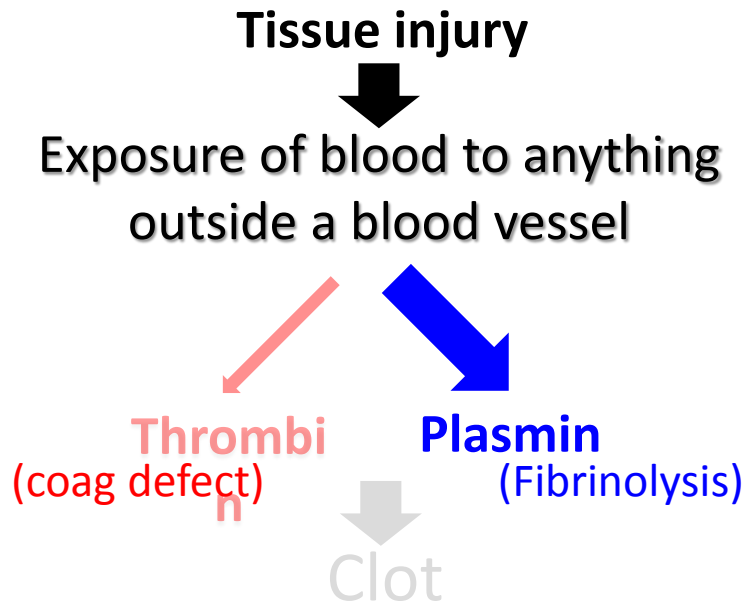 Tissue injury
Exposure of blood to anything
outside a blood vessel
Thrombi
n
(coag defect)
Plasmin
(Fibrinolysis)
Clot